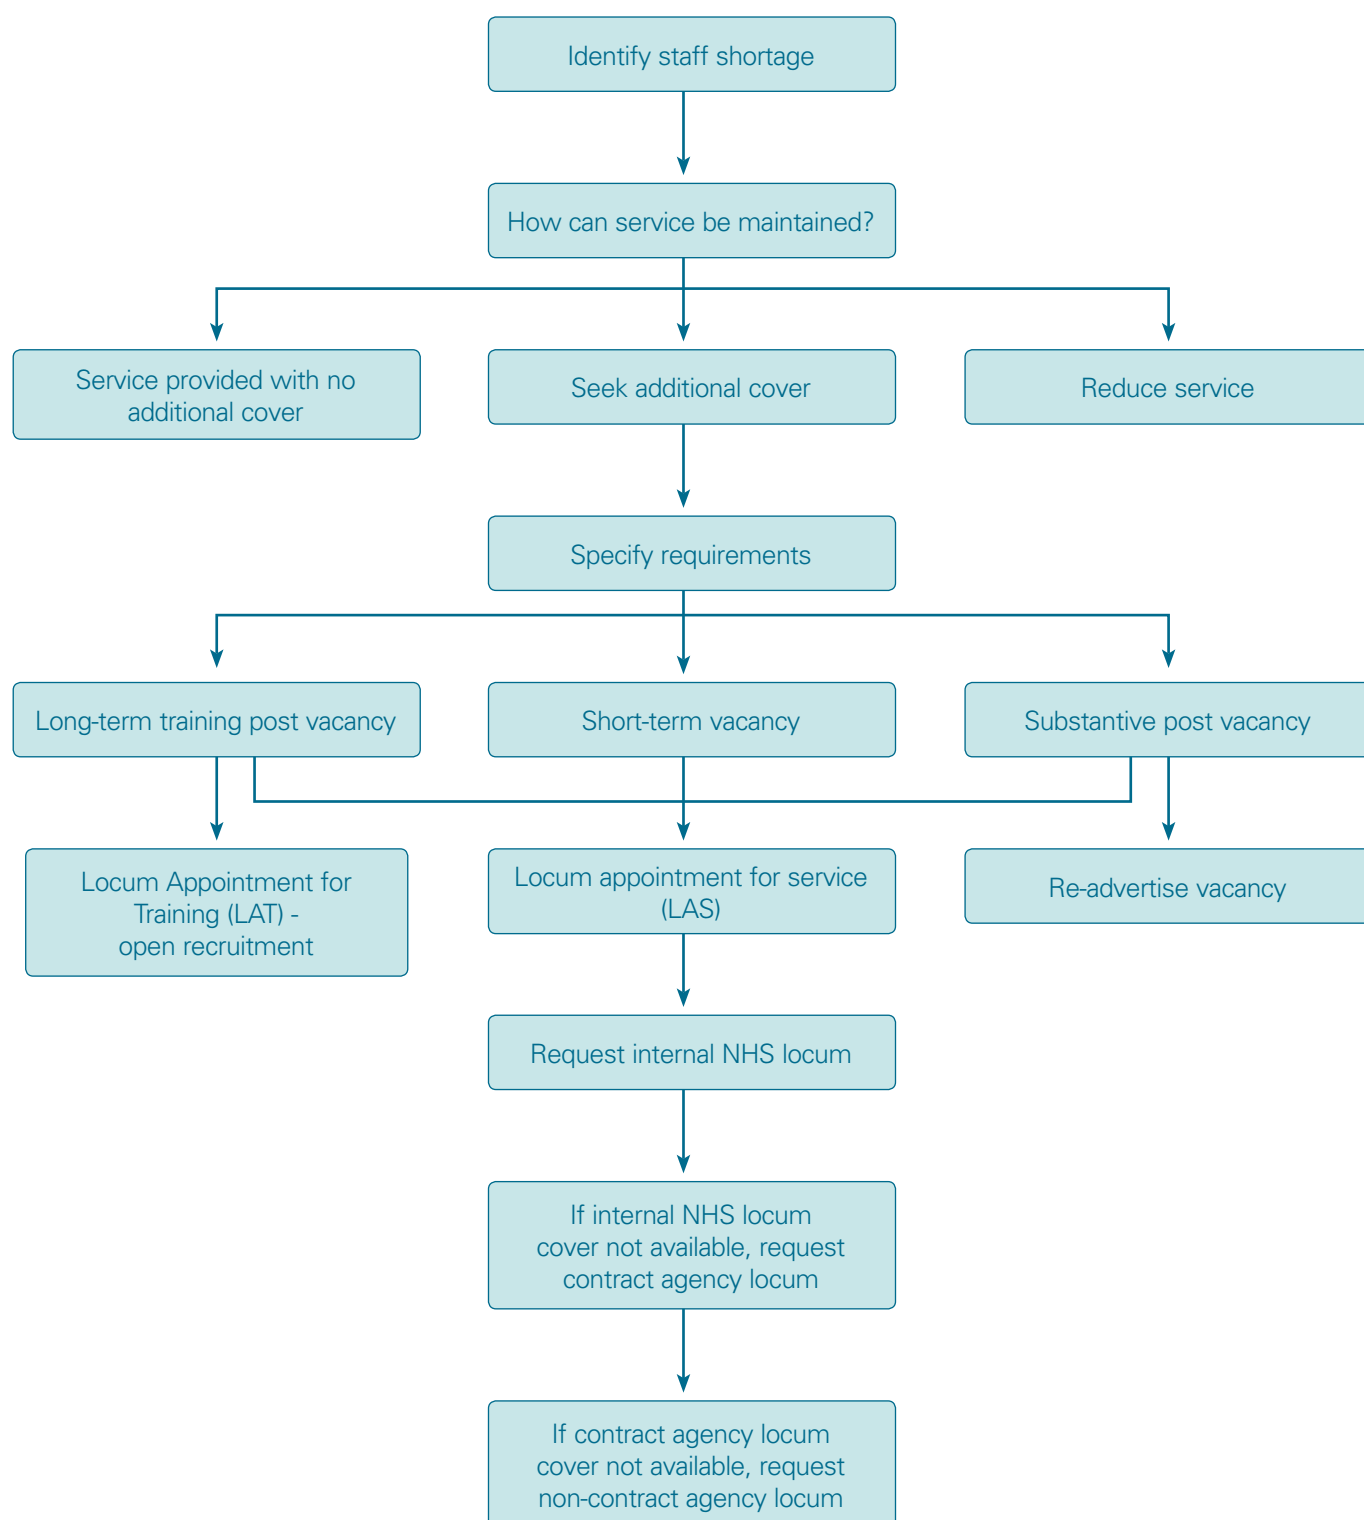 Identify staff shortage
How can service be maintained?
Service provided with no
additional cover
Seek additional cover
Reduce service
Specify requirements
Long-term training post vacancy
Short-term vacancy
Substantive post vacancy
Locum Appointment for
Training (LAT) -
open recruitment
Locum appointment for service
(LAS)
Re-advertise vacancy
Request internal NHS locum
If internal NHS locum
cover not available, request
contract agency locum
If contract agency locum
cover not available, request
non-contract agency locum